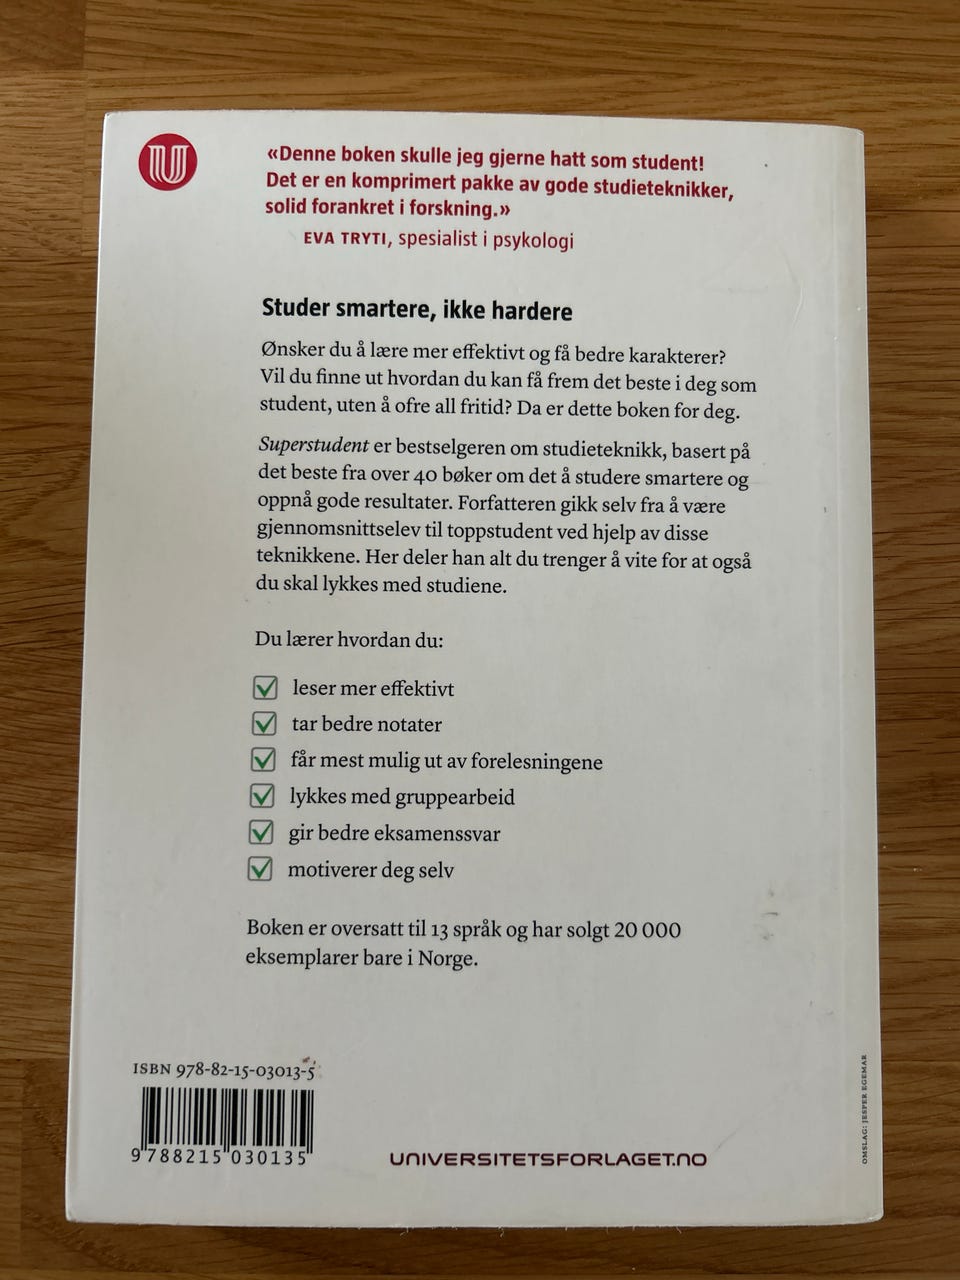 U
«Denne boken skulle jeg gjerne hatt som student!
Det er en komprimert pakke av gode studieteknikker,
solid forankret i forskning.»
EVA TRYTI, spesialist i psykologi
Studer smartere, ikke hardere
Ønsker du å lære mer effektivt og få bedre karakterer?
Vil du finne ut hvordan du kan få frem det beste i deg som
student, uten å ofre all fritid? Da er dette boken for deg.
Superstudent er bestselgeren om studieteknikk, basert på
det beste fra over 40 bøker om det å studere smartere og
oppnå gode resultater. Forfatteren gikk selv fra å være
gjennomsnittselev til toppstudent ved hjelp av disse
teknikkene. Her deler han alt du trenger å vite for at også
du skal lykkes med studiene.
Du lærer hvordan du:
leser mer effektivt
tar bedre notater
får mest mulig ut av forelesningene
lykkes med gruppearbeid
gir bedre eksamenssvar
motiverer deg selv
Boken er oversatt til 13 språk og har solgt 20 000
eksemplarer bare i Norge.
ISBN 978-82-15-03013-5
9 788215 030135
UNIVERSITETSFORLAGET.NO
OMSLAG: JESPER EGEMAR